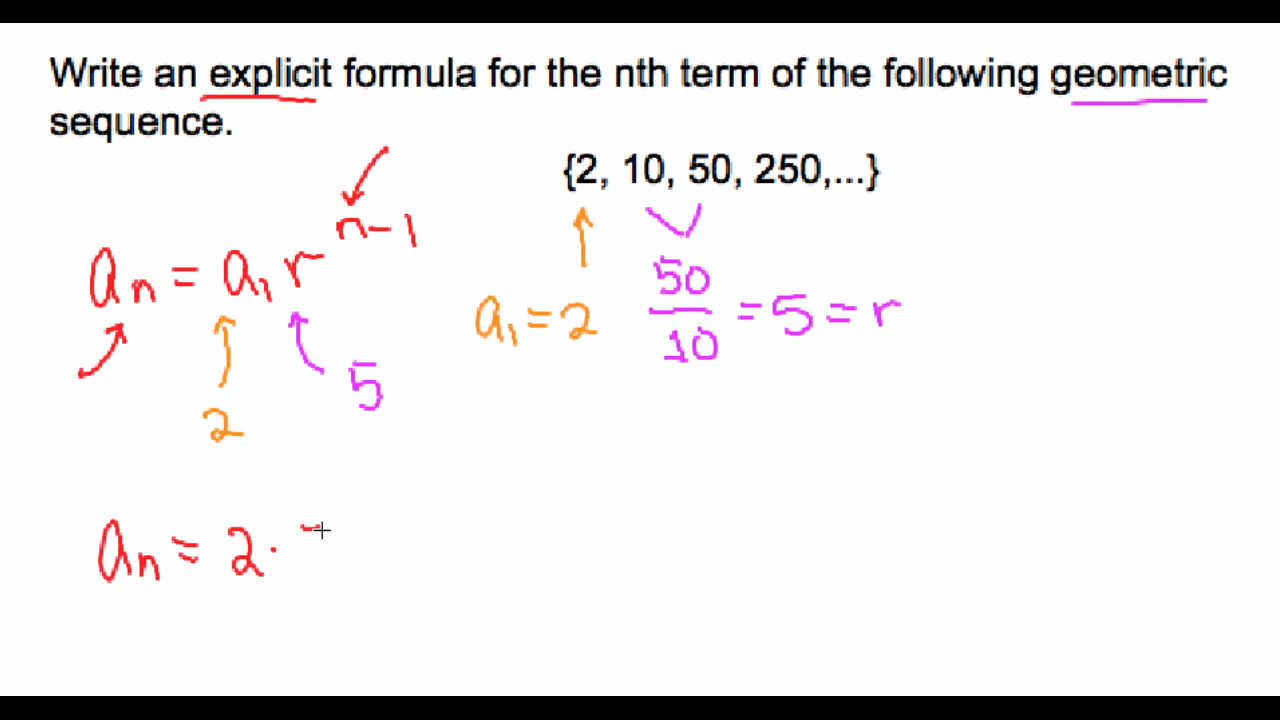 Write an explicit formula for the nth term of the following geometric
sequence.
{2, 10, 50, 250,...}
aₙ = a₁ r ⁿ⁻¹
a₁ = 2
50/10 = 5 = r
5
2
aₙ = 2 ·